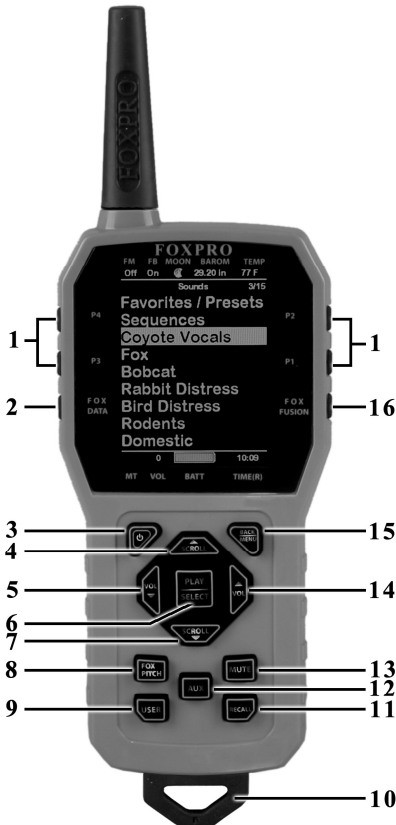 FOXPRO
FOXPRO
FM FB MOON BAROM TEMP
Off On 29.20 in 77 F
Sounds 3/15
Favorites / Presets
Sequences
Coyote Vocals
Fox
Bobcat
Rabbit Distress
Bird Distress
Rodents
Domestic
0 10:09
MT VOL BATT TIME(R)
P4
P3
FOX
DATA
P2
P1
FOX
FUSION
1
2
3
4
5
6
7
8
9
1
16
15
14
13
12
11
10
SCROLL
BACK
MENU
VOL
PLAY
SELECT
VOL
SCROLL
FOX
PITCH
MUTE
AUX
USER
RECALL